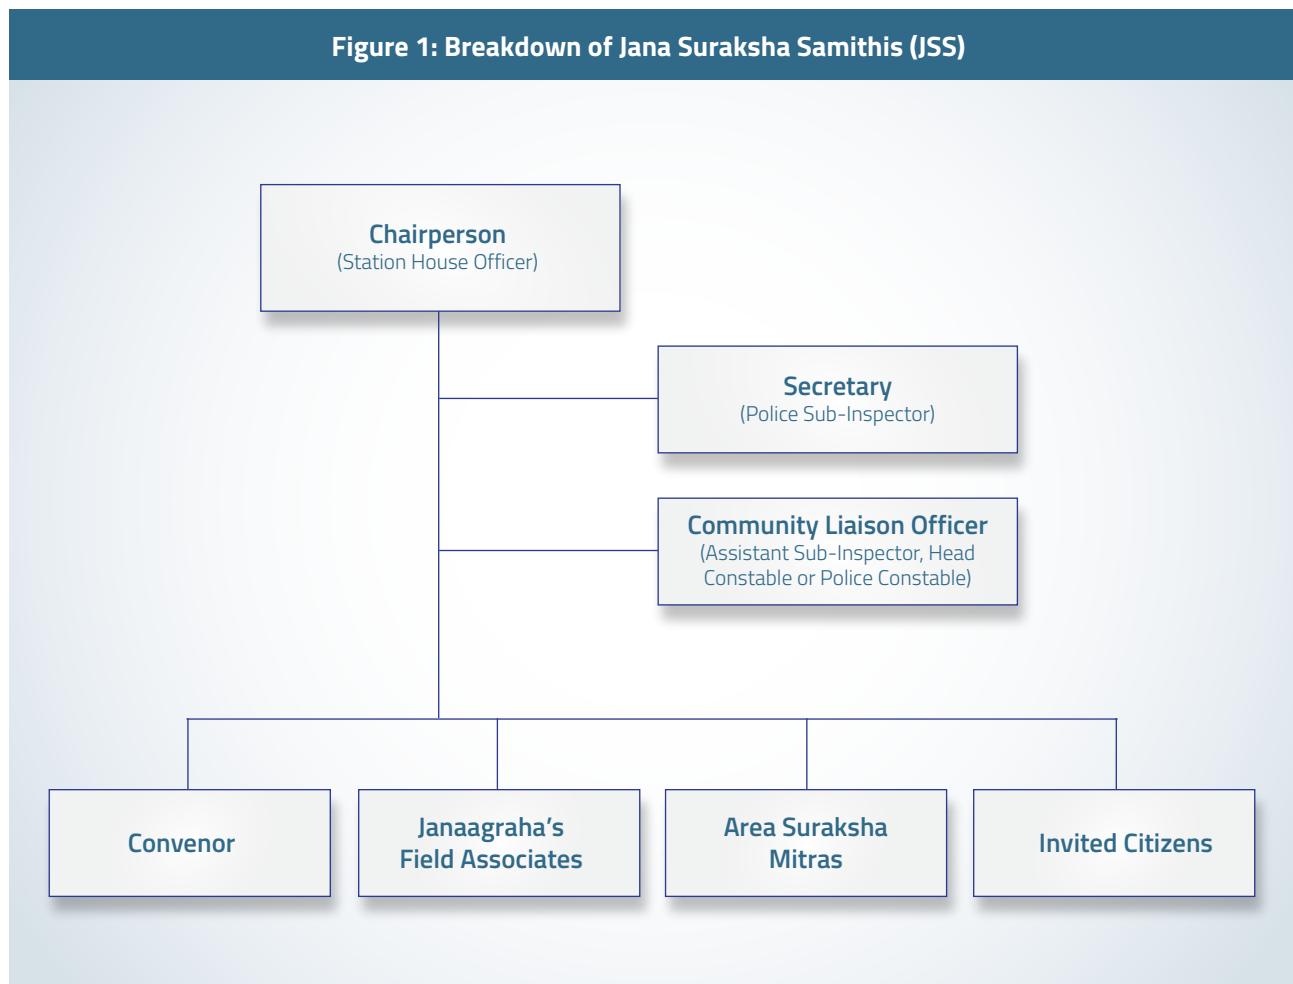 Figure 1: Breakdown of Jana Suraksha Samithis (JSS)
Chairperson
(Station House Officer)
Secretary
(Police Sub-Inspector)
Community Liaison Officer
(Assistant Sub-Inspector, Head
Constable or Police Constable)
Convenor
Janaagraha’s
Field Associates
Area Suraksha
Mitras
Invited Citizens